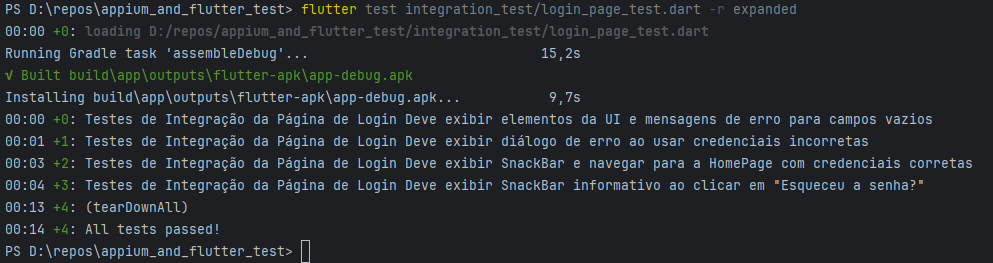 PS D:\repos\appium_and_flutter_test> flutter test integration_test/login_page_test.dart -r expanded
00:00 +0: loading D:/repos/appium_and_flutter_test/integration_test/login_page_test.dart
Running Gradle task 'assembleDebug'...                             15,2s
√ Built build\app\outputs\flutter-apk\app-debug.apk
Installing build\app\outputs\flutter-apk\app-debug.apk...           9,7s
00:00 +0: Testes de Integração da Página de Login Deve exibir elementos da UI e mensagens de erro para campos vazios
00:01 +1: Testes de Integração da Página de Login Deve exibir diálogo de erro ao usar credenciais incorretas
00:03 +2: Testes de Integração da Página de Login Deve exibir SnackBar e navegar para a HomePage com credenciais corretas
00:04 +3: Testes de Integração da Página de Login Deve exibir SnackBar informativo ao clicar em "Esqueceu a senha?"
00:13 +4: (tearDownAll)
00:14 +4: All tests passed!
PS D:\repos\appium_and_flutter_test>